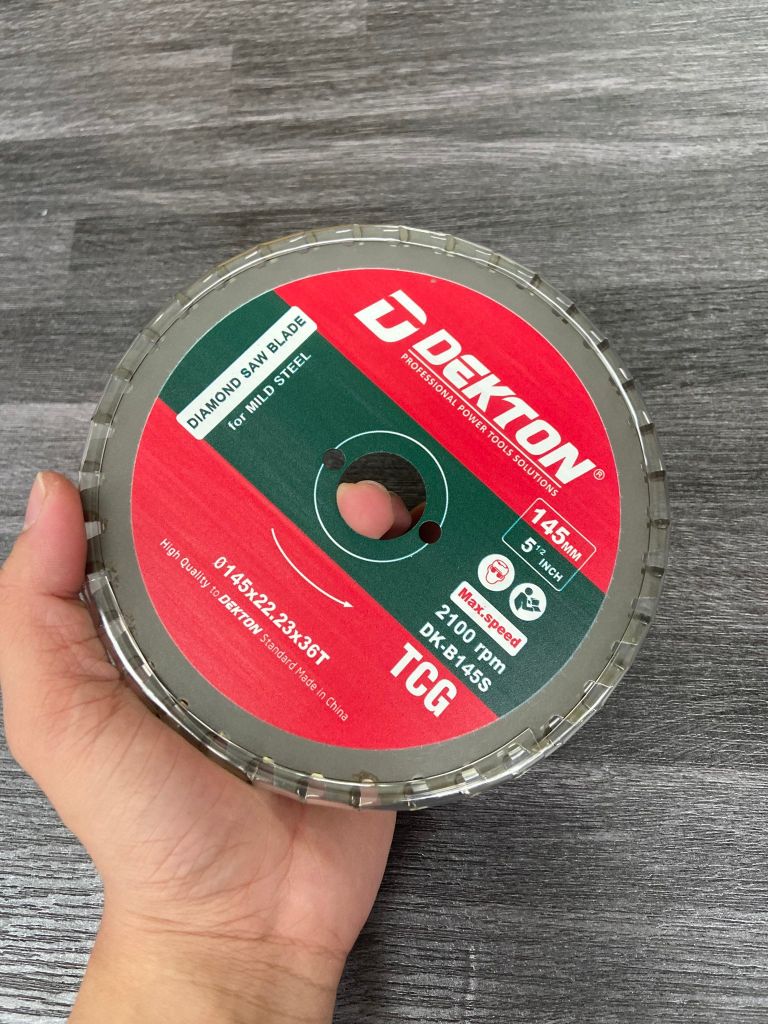 DEKTON®
PROFESSIONAL POWER TOOLS SOLUTIONS
DIAMOND SAW BLADE
for MILD STEEL
145MM
5 1/2 INCH
Max.speed
2100 rpm
DK-B145S
TCG
Ø145x22.23x36T
High Quality to DEKTON Standard Made in China